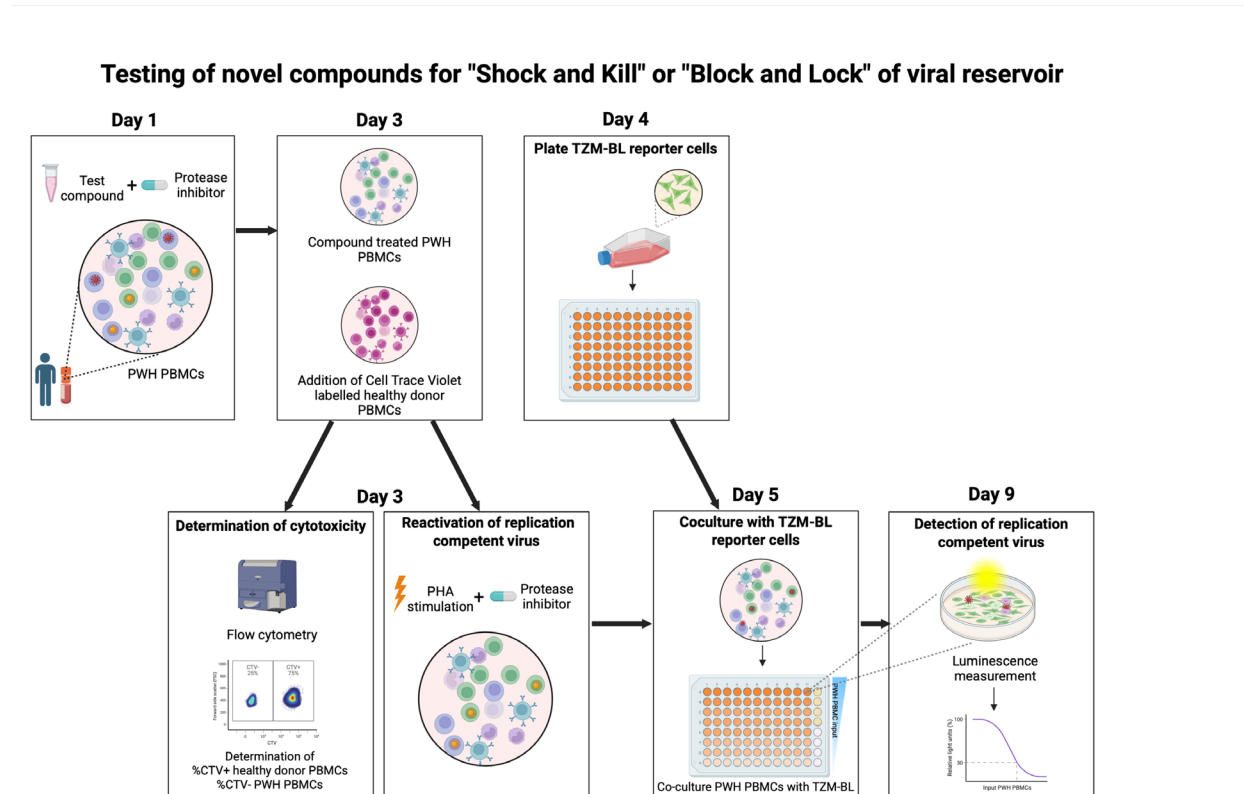 Testing of novel compounds for "Shock and Kill" or "Block and Lock" of viral reservoir
Day 1
Test
compound
+
Protease
inhibitor
PWH PBMCs
Day 3
Compound treated PWH
PBMCs
Addition of Cell Trace Violet
labelled healthy donor
PBMCs
Day 4
Plate TZM-BL reporter cells
Day 3
Determination of cytotoxicity
Flow cytometry
CTV-
25%
CTV+
75%
CTV
Determination of
%CTV+ healthy donor PBMCs
%CTV- PWH PBMCs
Reactivation of replication
competent virus
PHA
stimulation
+
Protease
inhibitor
Day 5
Coculture with TZM-BL
reporter cells
PWH PBMC input
Co-culture PWH PBMCs with TZM-BL
Day 9
Detection of replication
competent virus
Luminescence
measurement
Relative light units (%)
100
50
Input PWH PBMCs